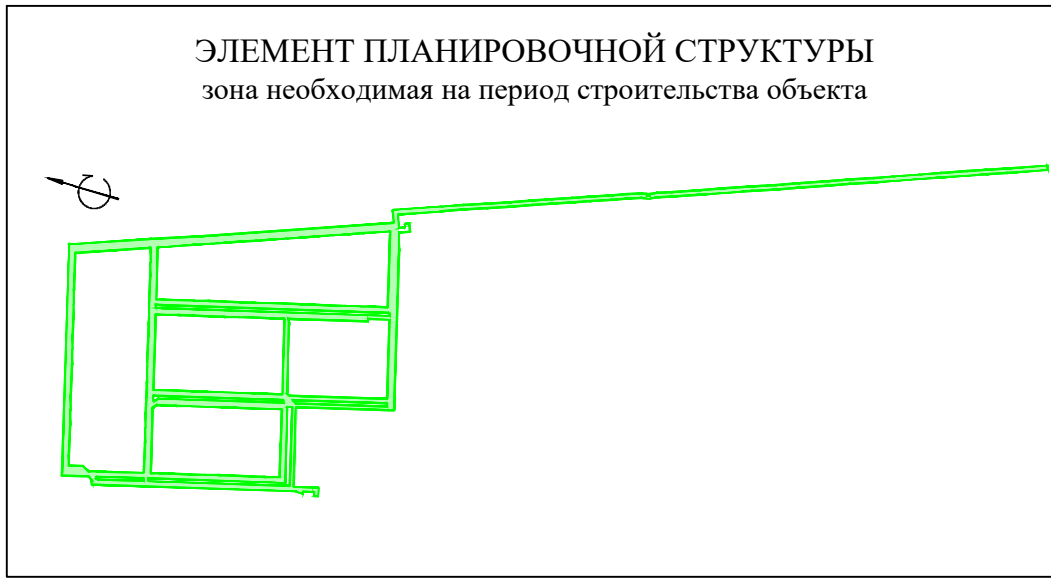 ЭЛЕМЕНТ ПЛАНИРОВОЧНОЙ СТРУКТУРЫ
зона необходимая на период строительства объекта
С